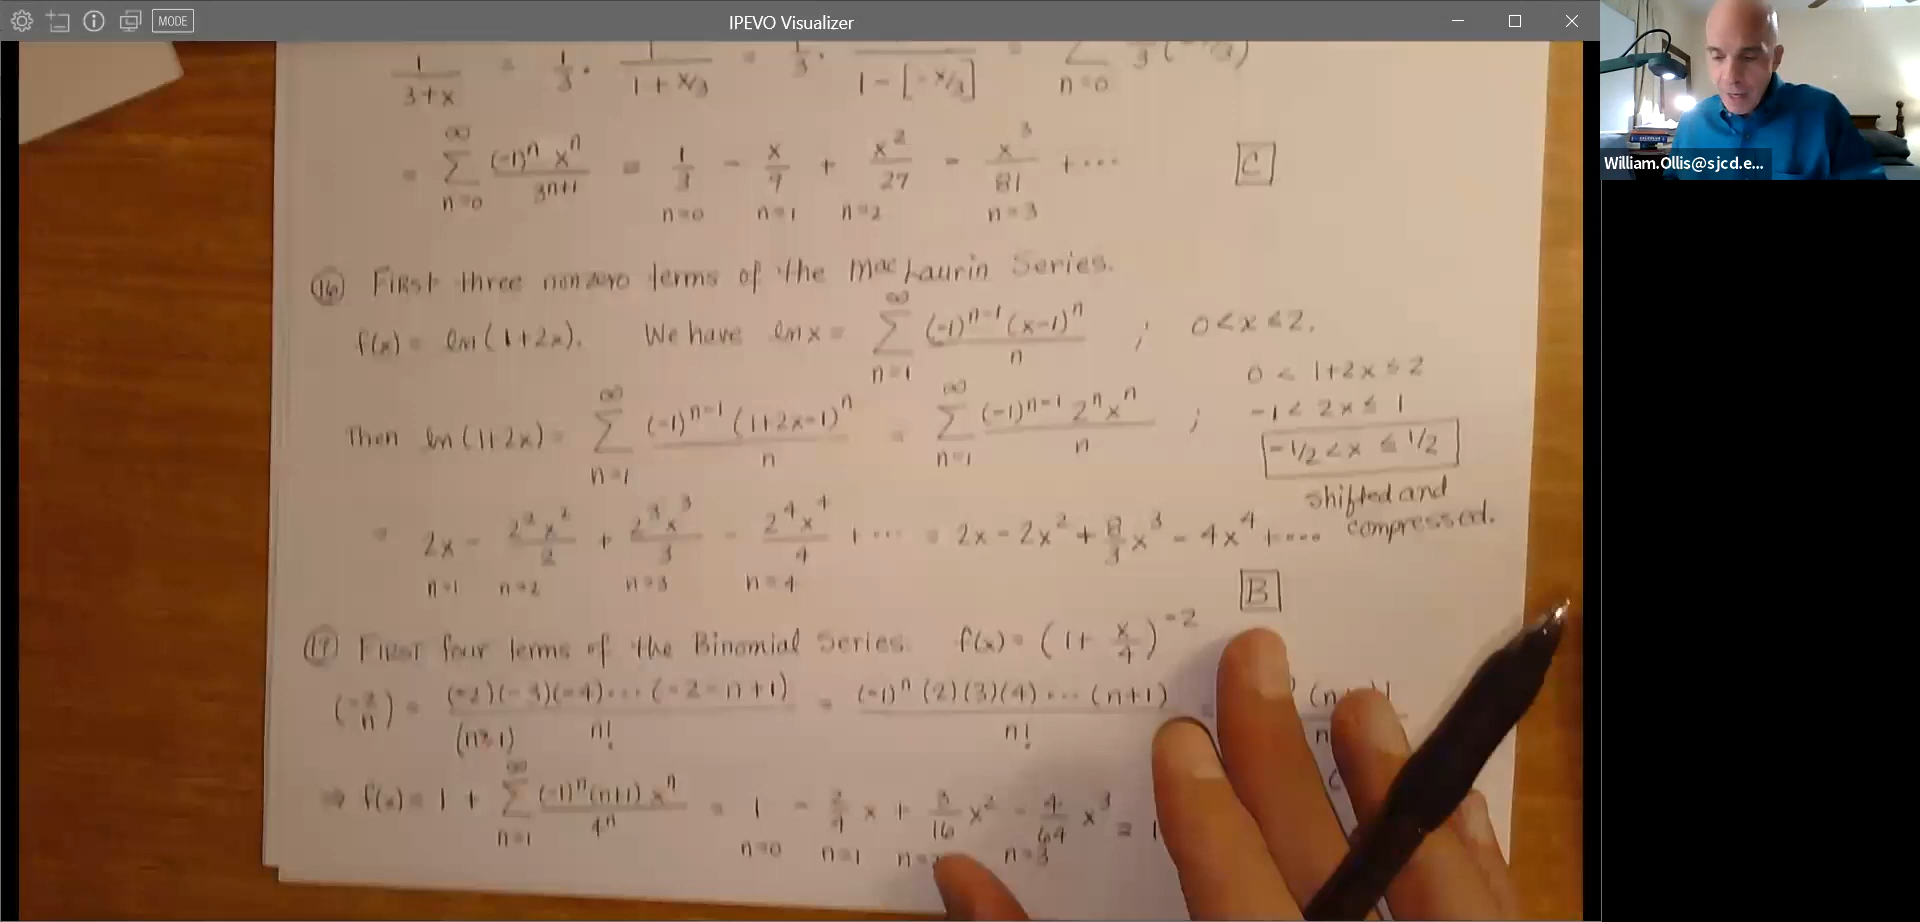 MODE
IPEVO Visualizer
1/(3+x) = 1/3 · 1/(1+x/3) = 1/3 · 1/(1-[-x/3]) = ∑ n=0 1/3(-x/3)
= ∑_{n=0}^{∞} (-1)^n x^n / 3^{n+1} = 1/3 - x/9 + x^2/27 - x^3/81 + ··· C
n=0 n=1 n=2 n=3
(16) First three nonzero terms of the MacLaurin Series.
f(x) = ln(1+2x). We have ln x = ∑_{n=1}^{∞} (-1)^{n-1}(x-1)^n / n ; 0<x≤2.
0 < 1+2x ≤ 2
-1 < 2x ≤ 1
Then ln(1+2x) = ∑_{n=1}^{∞} (-1)^{n-1}(1+2x-1)^n / n = ∑_{n=1}^{∞} (-1)^{n-1} 2^n x^n / n ; -1/2 < x ≤ 1/2
shifted and
compressed.
= 2x - 2^2x^2/2 + 2^3x^3/3 - 2^4x^4/4 + ··· = 2x - 2x^2 + 8/3 x^3 - 4x^4 + ····
n=1 n=2 n=3 n=4 B
(17) First four terms of the Binomial Series. f(x) = (1+ x/4)^{-2}
(-2 n) = (-2)(-3)(-4)···(-2-n+1) / n! = (-1)^n (2)(3)(4)···(n+1) / n! =
(n≥1)
⇒ f(x) = 1 + ∑_{n=1}^{∞} (-1)^n(n+1) x^n / 4^n = 1 - 2/4 x + 3/16 x^2 - 4/64 x^3 = 1
n=0 n=1 n=2 n=3
William.Ollis@sjcd.e...